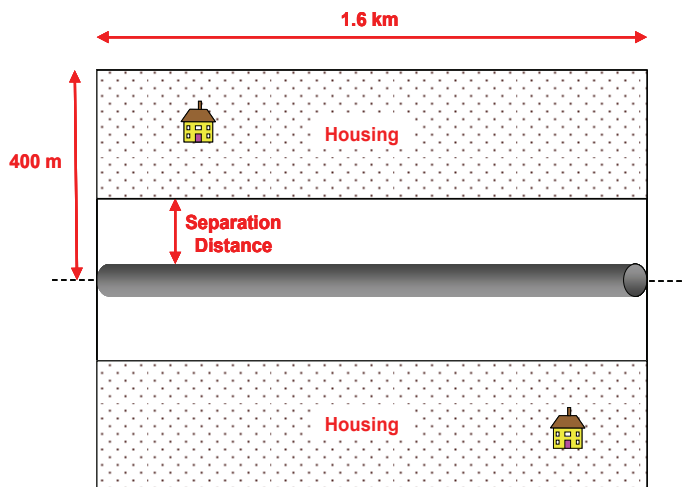 1.6 km
Housing
400 m
Separation
Distance
Housing